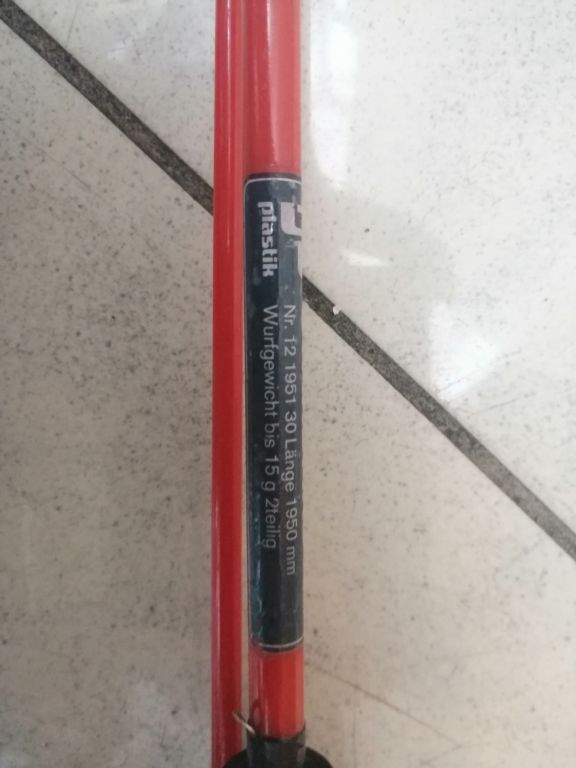 plastik
Nr. 12 1951 30 Länge 1950 mm
Wurfgewicht bis 15 g 2teilig